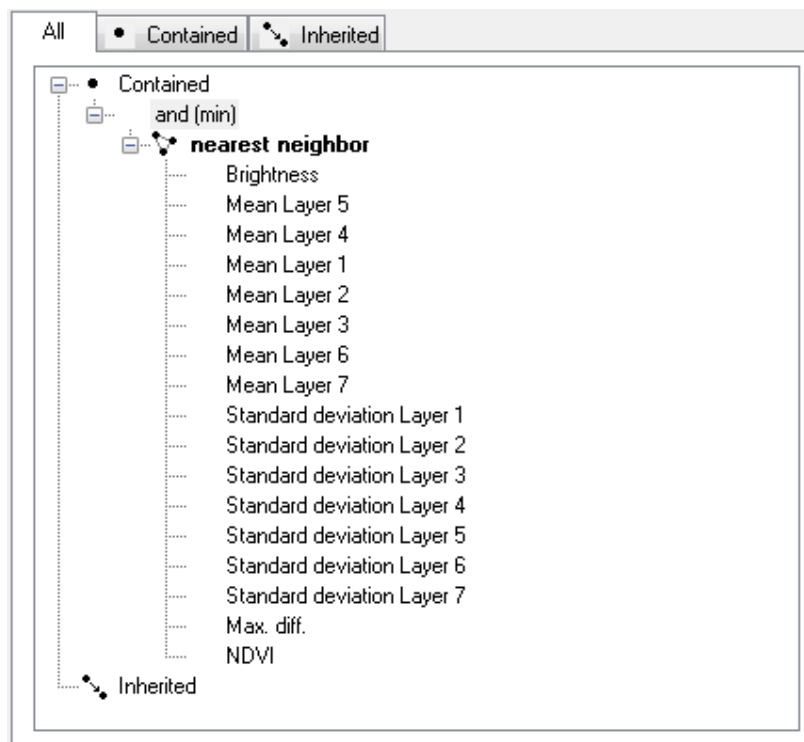 All Contained Inherited
Contained
and (min)
nearest neighbor
Brightness
Mean Layer 5
Mean Layer 4
Mean Layer 1
Mean Layer 2
Mean Layer 3
Mean Layer 6
Mean Layer 7
Standard deviation Layer 1
Standard deviation Layer 2
Standard deviation Layer 3
Standard deviation Layer 4
Standard deviation Layer 5
Standard deviation Layer 6
Standard deviation Layer 7
Max. diff.
NDVI
Inherited